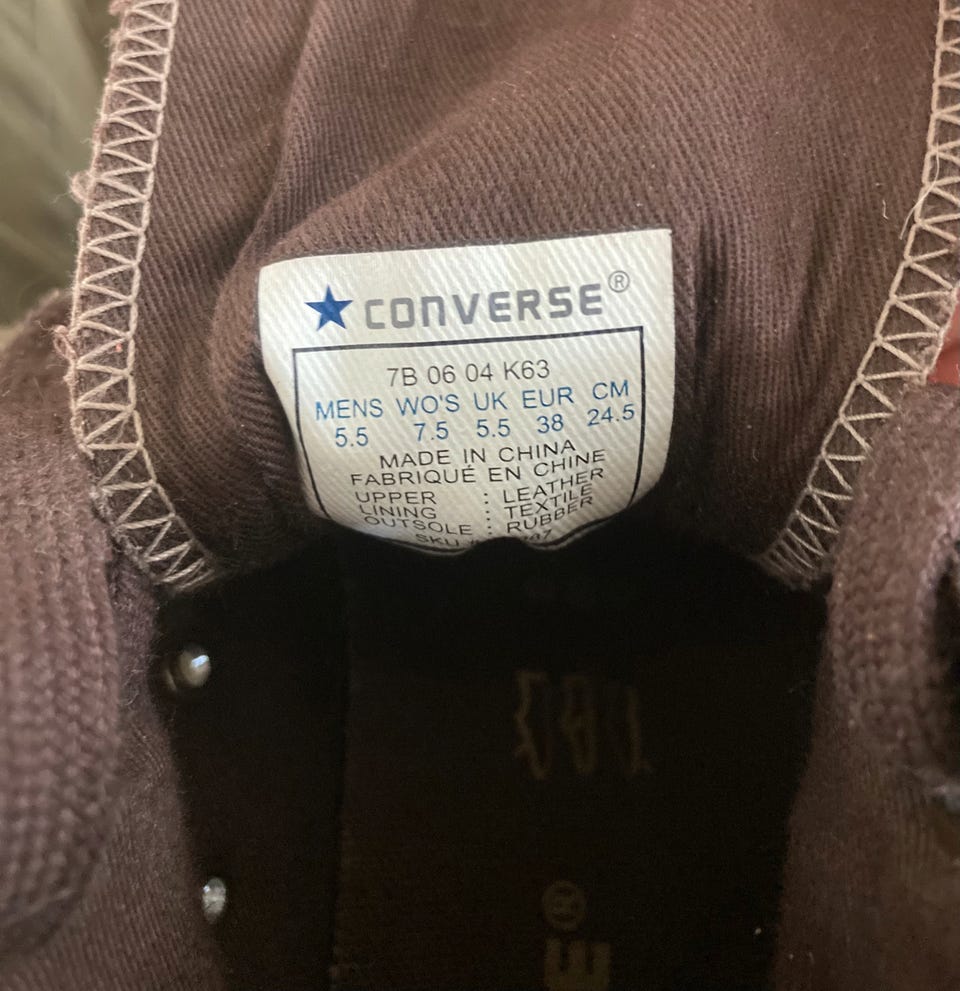 CONVERSE®
7B 06 04 K63
MENS WO'S UK EUR CM
5.5 7.5 5.5 38 24.5
MADE IN CHINA
FABRIQUÉ EN CHINE
UPPER : LEATHER
LINING : TEXTILE
OUTSOLE : RUBBER
SKU
E®